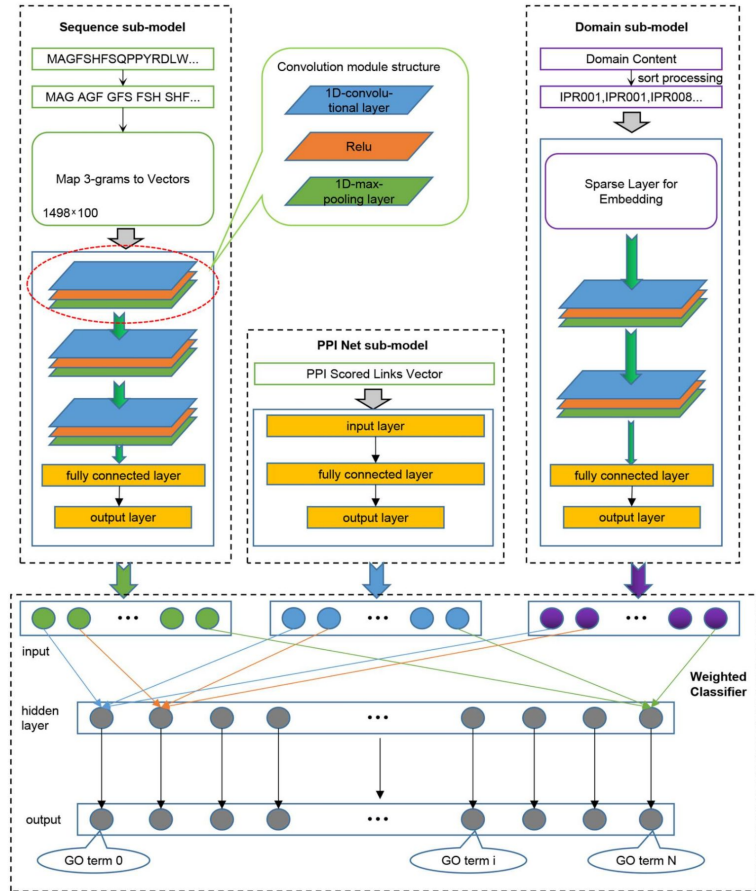 Sequence sub-model
MAGFSHFSQPPYRDLW...
MAG AGF GFS FSH SHF...
Map 3-grams to Vectors
1498×100
fully connected layer
output layer
Convolution module structure
1D-convolu-
tional layer
Relu
1D-max-
pooling layer
PPI Net sub-model
PPI Scored Links Vector
input layer
fully connected layer
output layer
Domain sub-model
Domain Content
sort processing
IPR001,IPR001,IPR008...
Sparse Layer for
Embedding
fully connected layer
output layer
...
...
...
input
Weighted
Classifier
hidden
layer
...
output
...
GO term 0
GO term i
GO term N